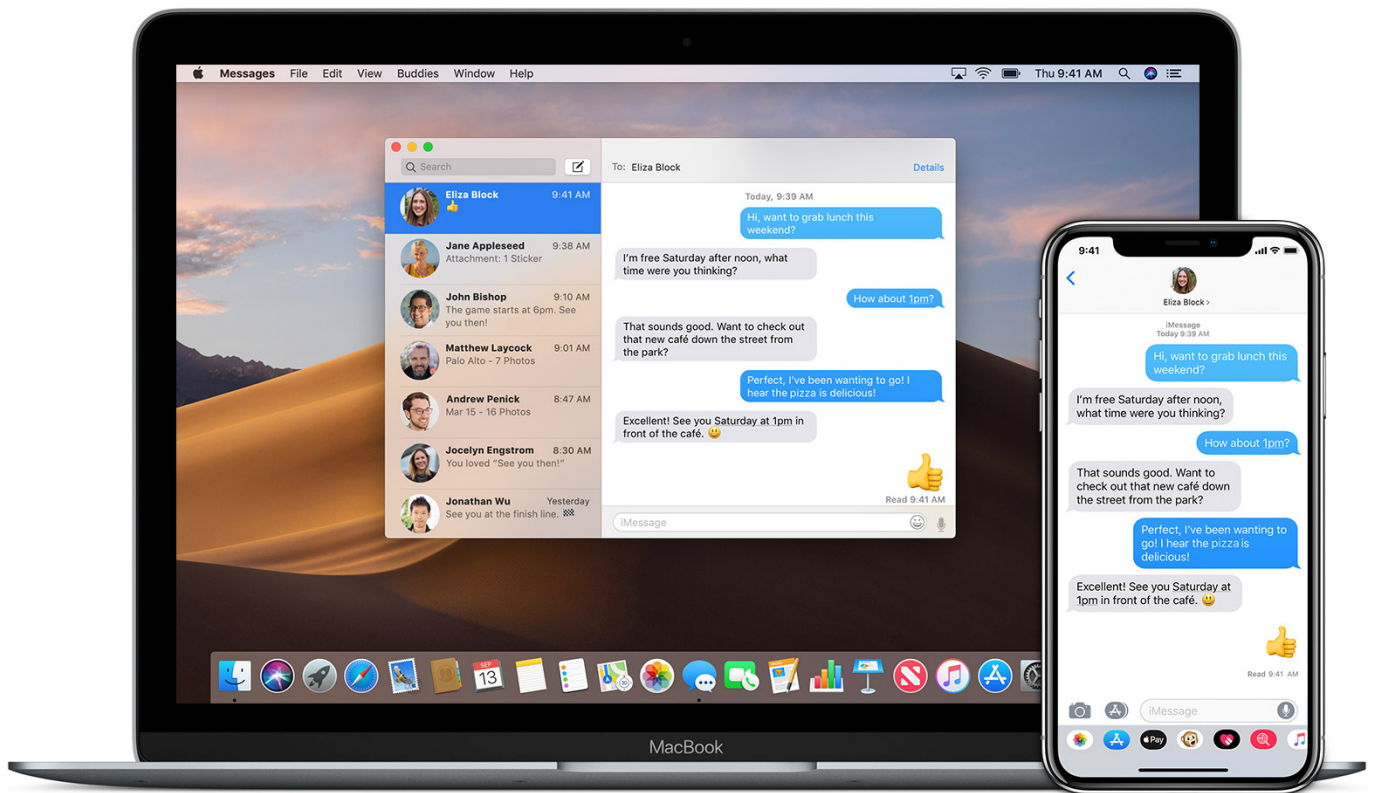 Messages File Edit View Buddies Window Help
Thu 9:41 AM
Search
Eliza Block 9:41 AM
👍
Jane Appleseed 9:38 AM
Attachment: 1 Sticker
John Bishop 9:10 AM
The game starts at 6pm. See
you then!
Matthew Laycock 9:01 AM
Palo Alto - 7 Photos
Andrew Penick 8:47 AM
Mar 15 - 16 Photos
Jocelyn Engstrom 8:30 AM
You loved “See you then!”
Jonathan Wu Yesterday
See you at the finish line. 🏁
To: Eliza Block Details
Today, 9:39 AM
Hi, want to grab lunch this
weekend?
I’m free Saturday after noon, what
time were you thinking?
How about 1pm?
That sounds good. Want to check out
that new café down the street from
the park?
Perfect, I’ve been wanting to go! I
hear the pizza is delicious!
Excellent! See you Saturday at 1pm in
front of the café. 😃
👍
Read 9:41 AM
iMessage
SEP
13
MacBook
9:41
Eliza Block >
iMessage
Today 9:39 AM
Hi, want to grab lunch this
weekend?
I’m free Saturday after noon,
what time were you thinking?
How about 1pm?
That sounds good. Want to
check out that new café down
the street from the park?
Perfect, I’ve been wanting to
go! I hear the pizza is
delicious!
Excellent! See you Saturday at
1pm in front of the café. 😃
👍
Read 9:41 AM
iMessage
Pay